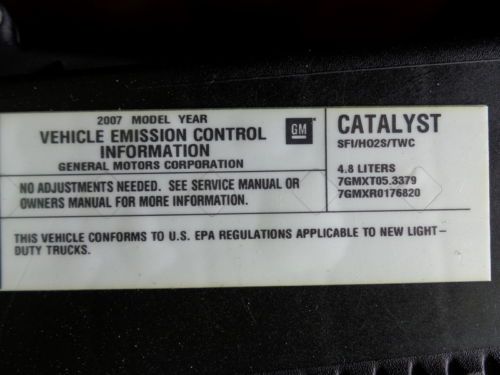 2007 MODEL YEAR
VEHICLE EMISSION CONTROL
INFORMATION
GENERAL MOTORS CORPORATION
GM
CATALYST
SFI/HO2S/TWC
NO ADJUSTMENTS NEEDED. SEE SERVICE MANUAL OR
OWNERS MANUAL FOR MORE INFORMATION.
4.8 LITERS
7GMXT05.3379
7GMXR0176820
THIS VEHICLE CONFORMS TO U.S. EPA REGULATIONS APPLICABLE TO NEW LIGHT-
DUTY TRUCKS.